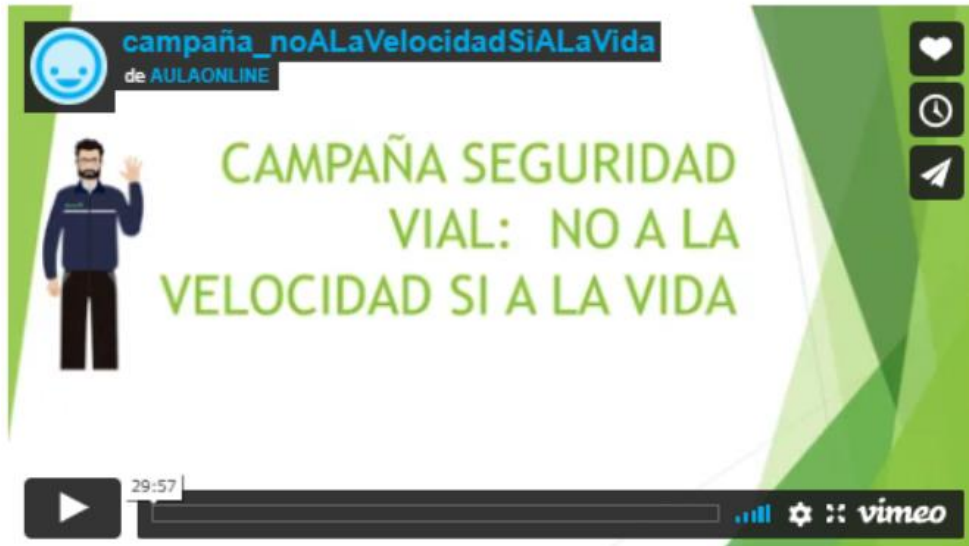 campaña_noALaVelocidadSiALaVida
de AULAONLINE
CAMPAÑA SEGURIDAD
VIAL: NO A LA
VELOCIDAD SI A LA VIDA
29:57
vimeo